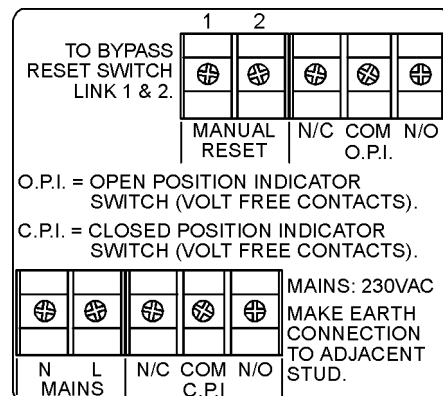 1 2
TO BYPASS
RESET SWITCH
LINK 1 & 2.
MANUAL
RESET
N/C COM N/O
O.P.I.
O.P.I. = OPEN POSITION INDICATOR
SWITCH (VOLT FREE CONTACTS).
C.P.I. = CLOSED POSITION INDICATOR
SWITCH (VOLT FREE CONTACTS).
MAINS: 230VAC
MAKE EARTH
CONNECTION
TO ADJACENT
STUD.
N L
MAINS
N/C COM N/O
C.P.I